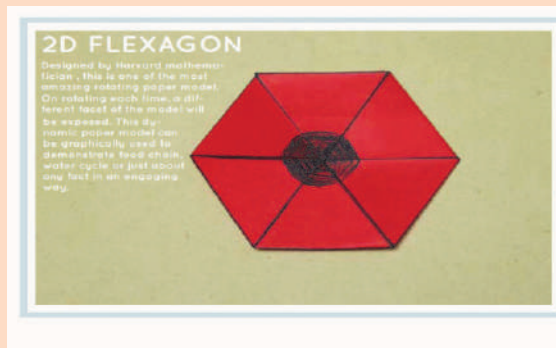 2D FLEXAGON
Designed by Harvard mathema-
tician, this is one of the most
amazing rotating paper model.
On rotating each time, a dif-
ferent facet of the model will
be exposed. This dy-
namic paper model can
be graphically used to
demonstrate food chain,
water cycle or just about
any fact in an engaging
way.